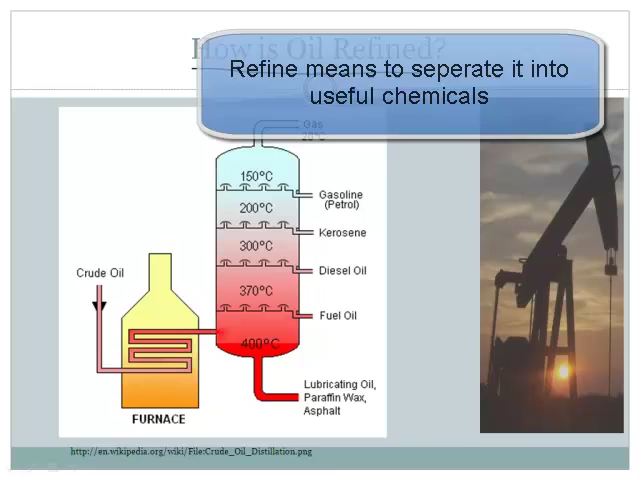 How is Oil Refined?
Refine means to seperate it into
useful chemicals
Gas
20°C
150°C
Gasoline
(Petrol)
200°C
Kerosene
300°C
Diesel Oil
Crude Oil
370°C
Fuel Oil
400°C
Lubricating Oil,
Paraffin Wax,
Asphalt
FURNACE
http://en.wikipedia.org/wiki/File:Crude_Oil_Distillation.png